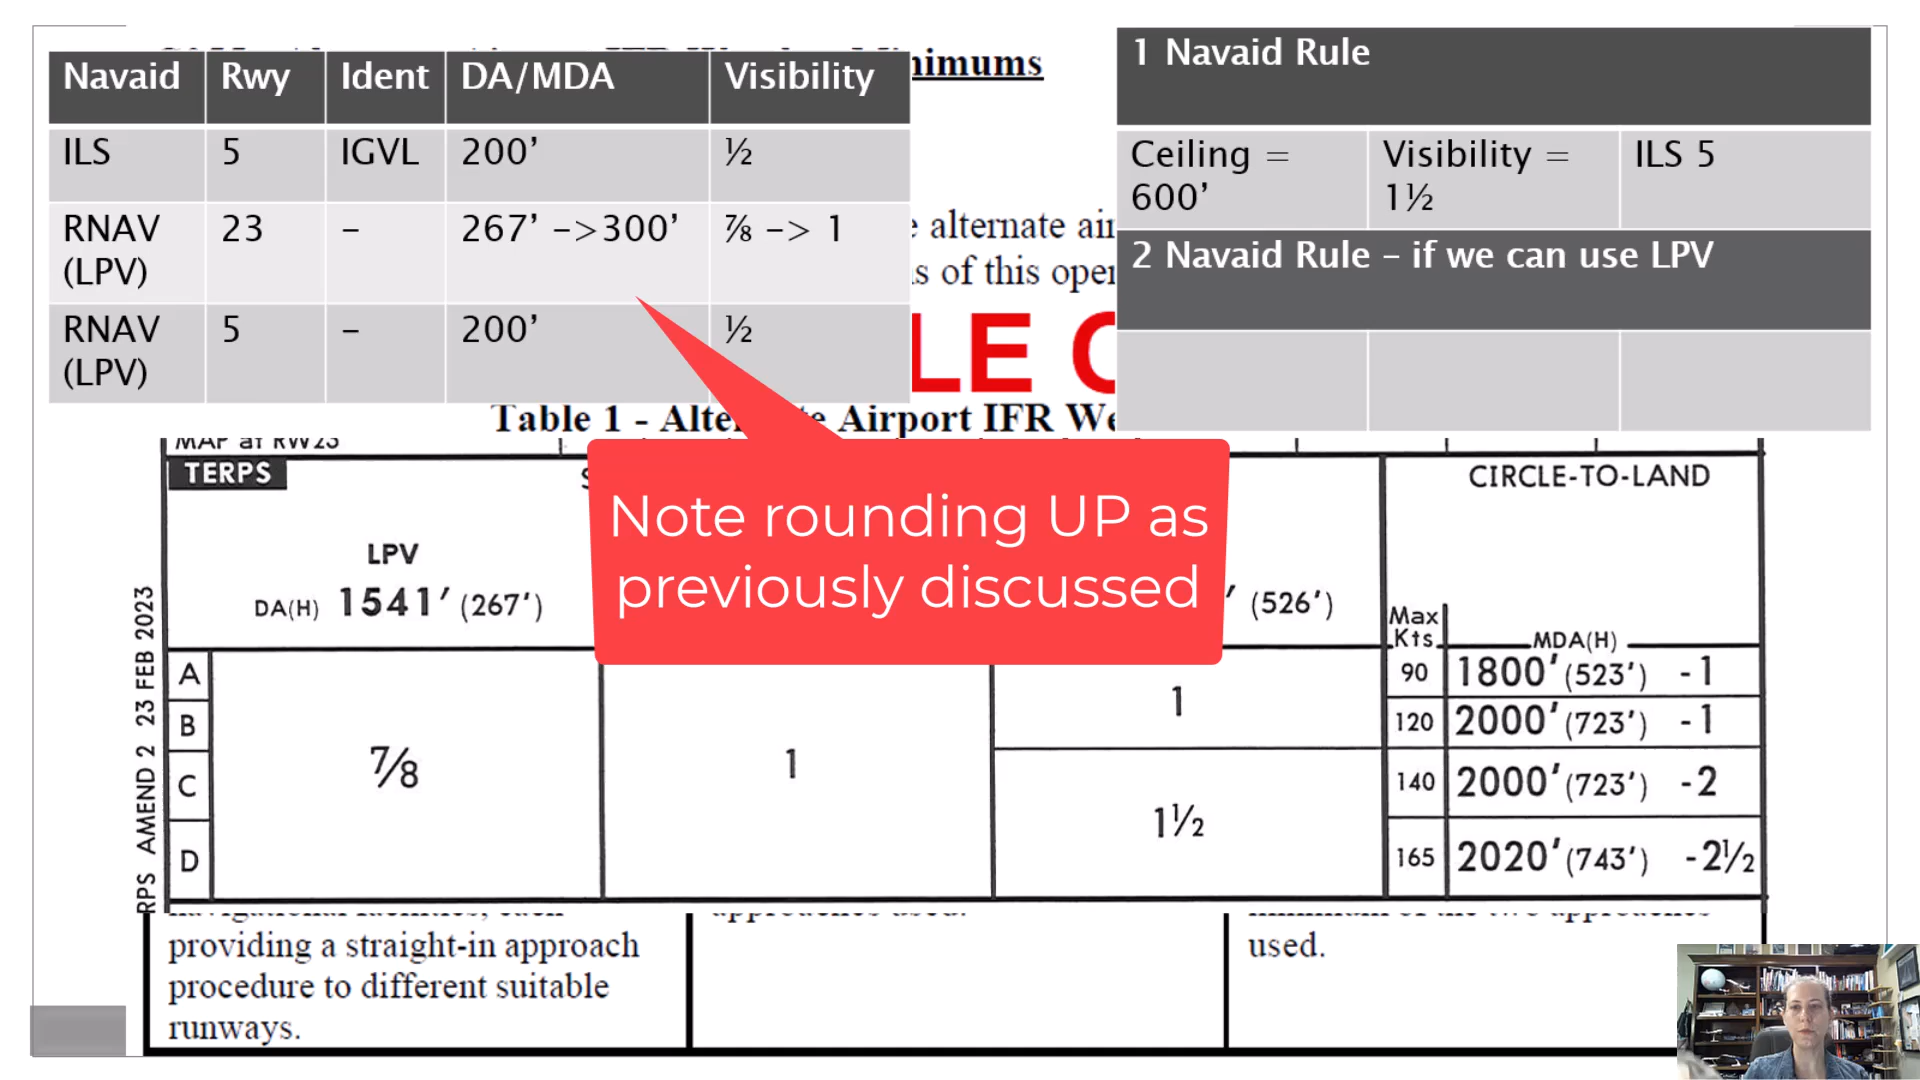 Navaid Rwy Ident DA/MDA Visibility
ILS 5 IGVL 200’ ½
RNAV (LPV) 23 – 267’ ->300’ ⅞ -> 1
RNAV (LPV) 5 – 200’ ½
1 Navaid Rule
Ceiling = 600’ Visibility = 1½ ILS 5
2 Navaid Rule – if we can use LPV
alternate
s of this
LE
Table 1 - Airport IFR
MAP at RW23
TERPS
CIRCLE-TO-LAND
Note rounding UP as
previously discussed
LPV
DA(H) 1541’ (267’)
’ (526’)
Max
Kts
MDA(H)
A
B
C
D
⅞
1
1
1½
90 1800’ (523’) -1
120 2000’ (723’) -1
140 2000’ (723’) -2
165 2020’ (743’) -2½
RPS AMEND 2 23 FEB 2023
providing a straight-in approach
procedure to different suitable
runways.
used.